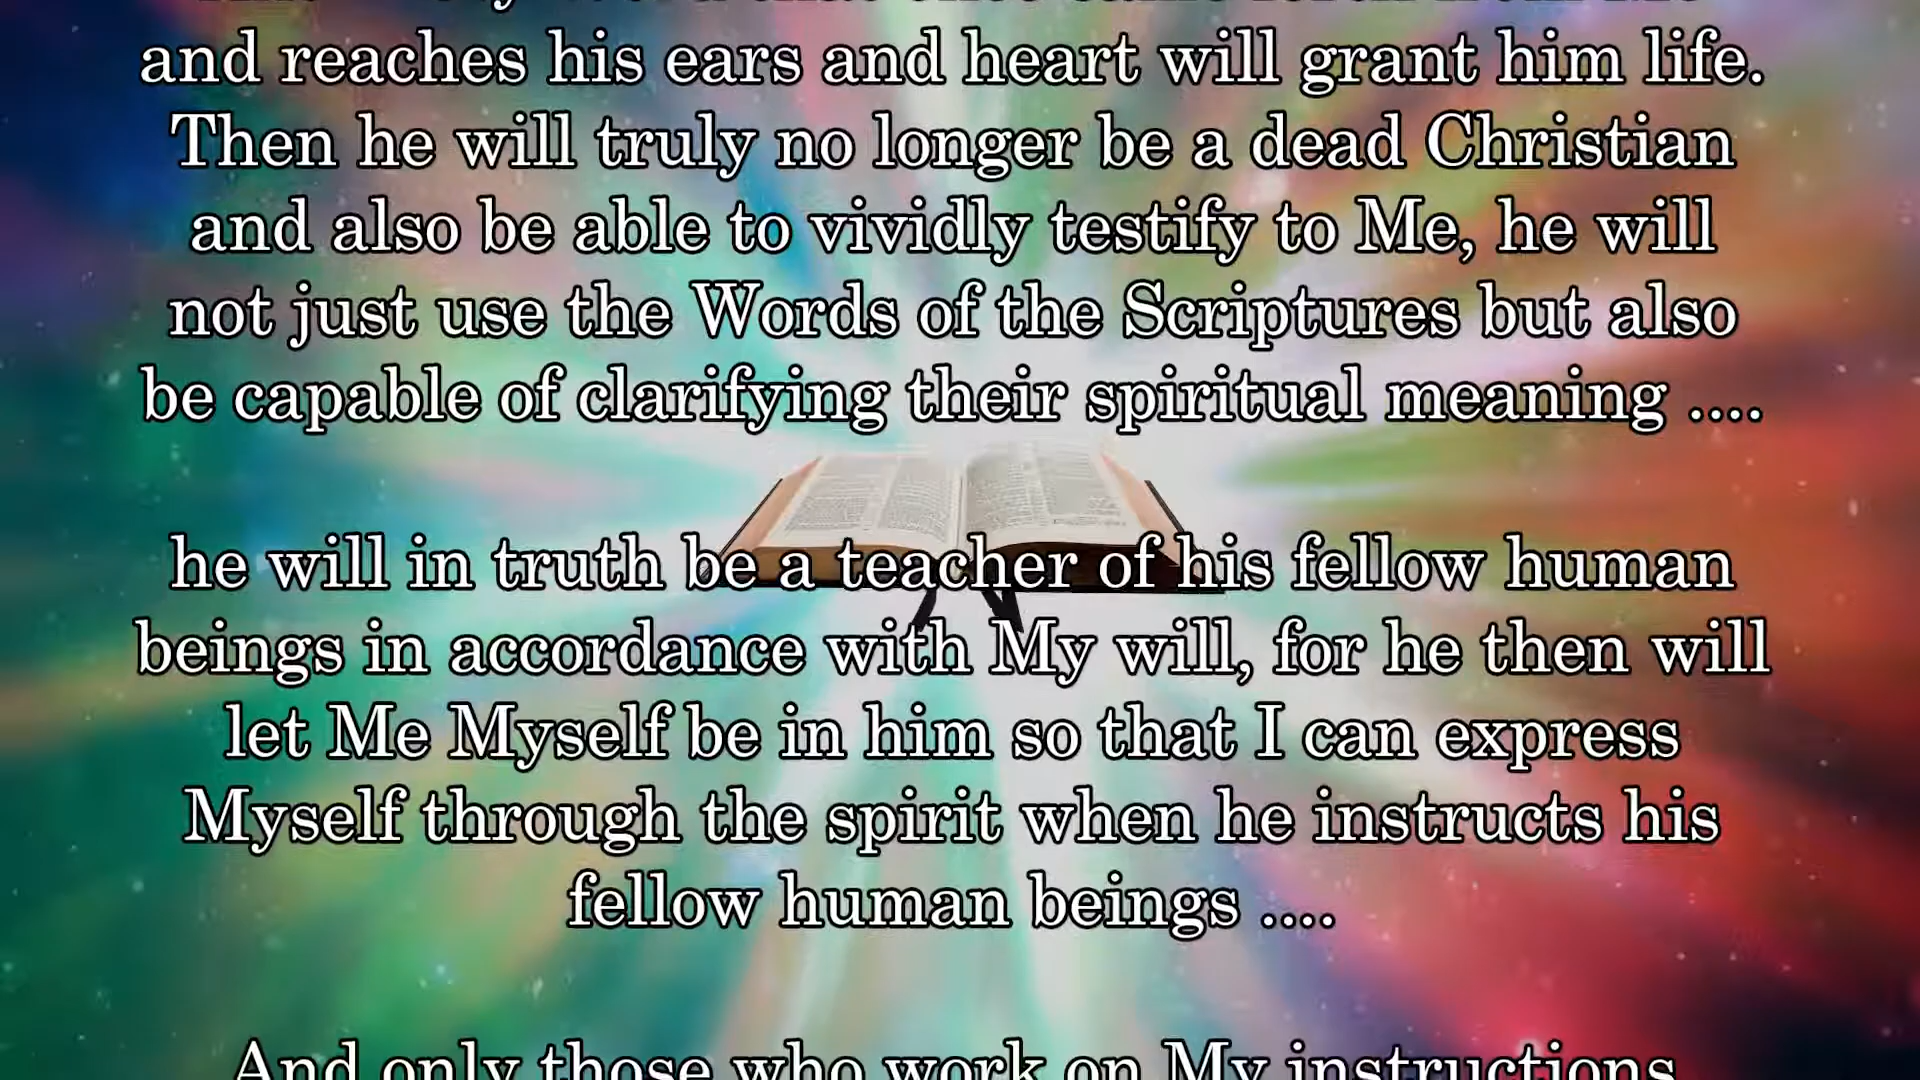 and reaches his ears and heart will grant him life.
Then he will truly no longer be a dead Christian
and also be able to vividly testify to Me, he will
not just use the Words of the Scriptures but also
be capable of clarifying their spiritual meaning ....
he will in truth be a teacher of his fellow human
beings in accordance with My will, for he then will
let Me Myself be in him so that I can express
Myself through the spirit when he instructs his
fellow human beings ....
And only those who work on My instructions